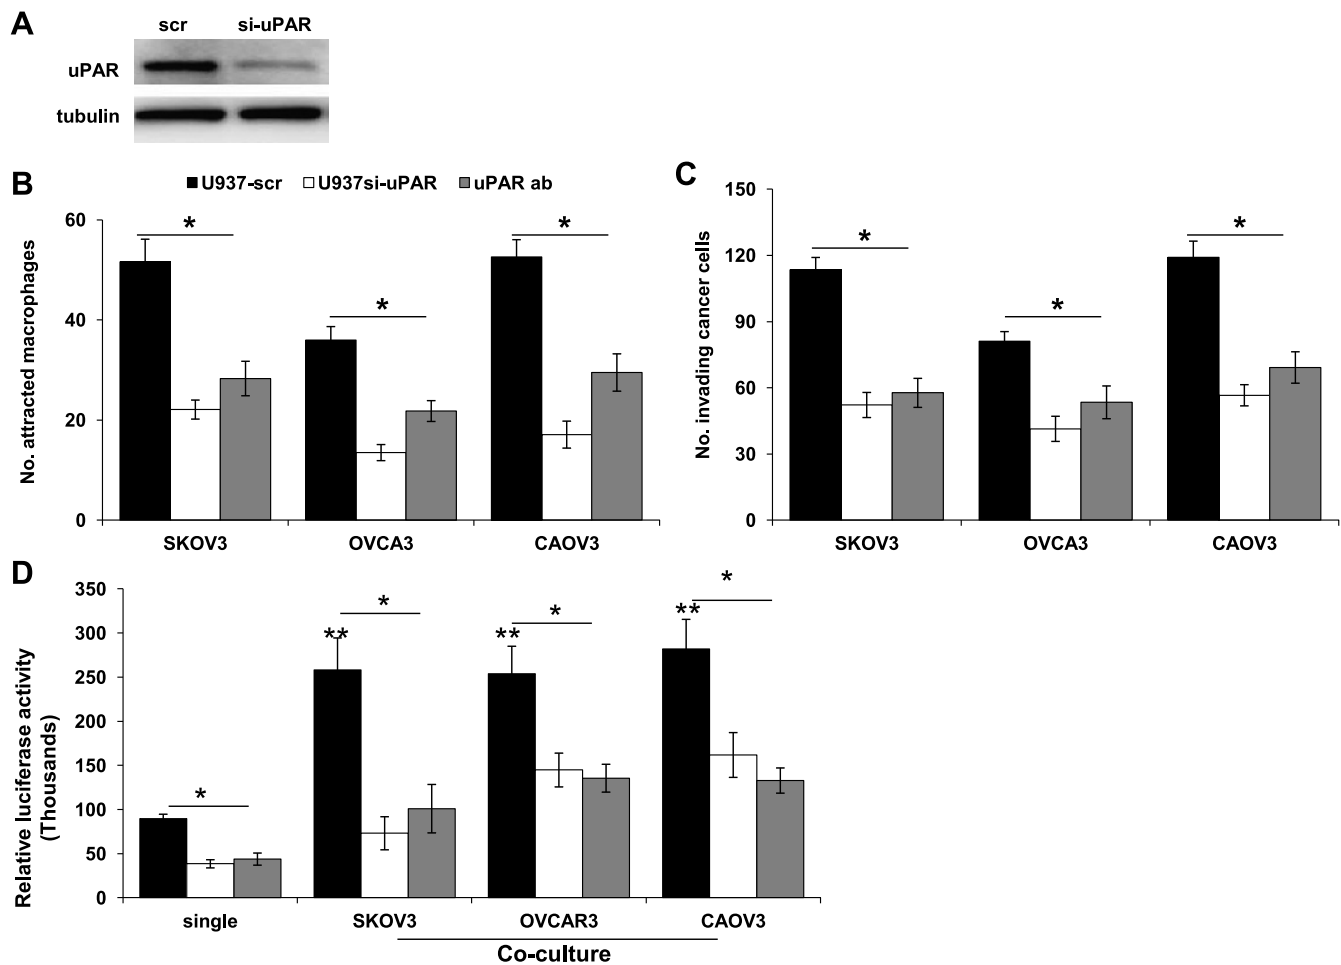 A
scr si-uPAR
uPAR
tubulin
B
U937-scr U937si-uPAR uPAR ab
No. attracted macrophages
60
40
20
0
* * *
SKOV3 OVCA3 CAOV3
C
No. invading cancer cells
150
120
90
60
30
0
* * *
SKOV3 OVCA3 CAOV3
D
Relative luciferase activity
(Thousands)
350
300
250
200
150
100
50
0
* ** * ** * ** *
single SKOV3 OVCAR3 CAOV3
Co-culture